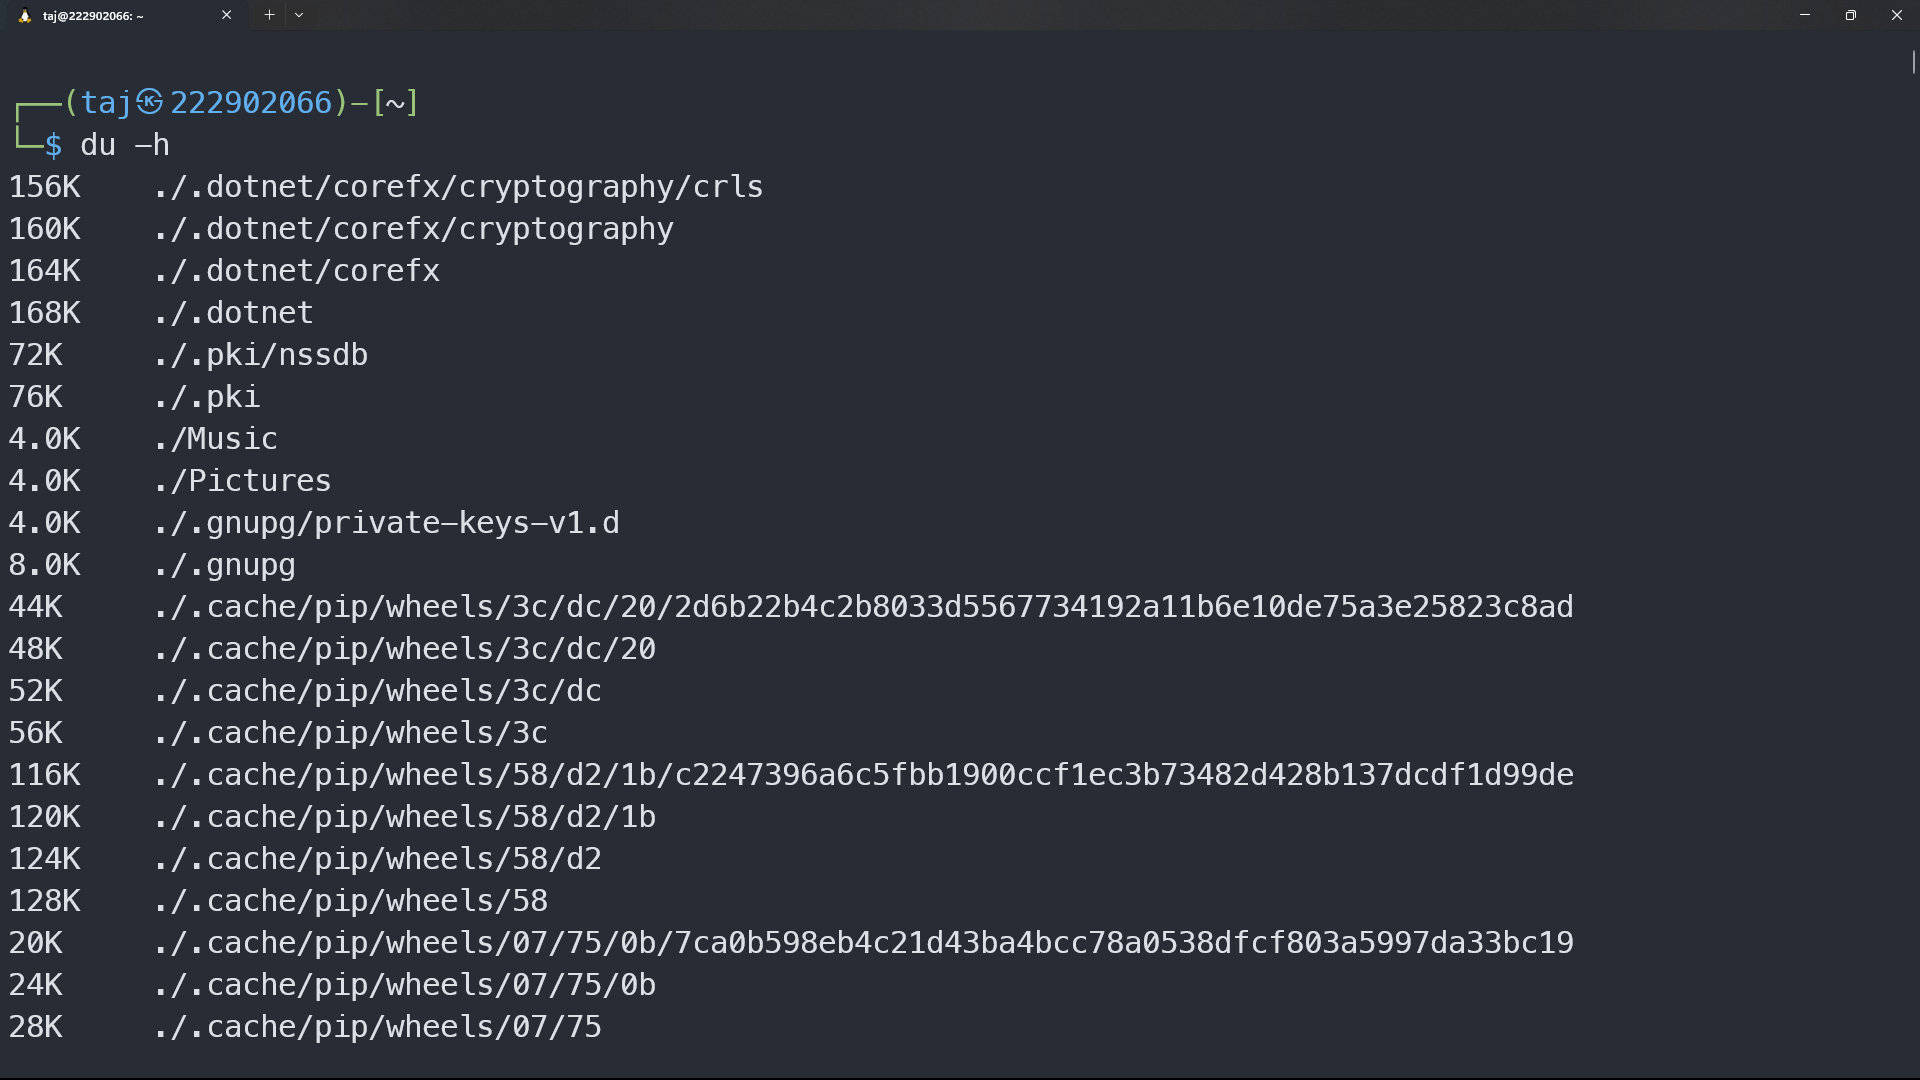 taj@222902066: ~
┌──(taj㉿222902066)-[~]
└─$ du -h
156K	./.dotnet/corefx/cryptography/crls
160K	./.dotnet/corefx/cryptography
164K	./.dotnet/corefx
168K	./.dotnet
72K	./.pki/nssdb
76K	./.pki
4.0K	./Music
4.0K	./Pictures
4.0K	./.gnupg/private-keys-v1.d
8.0K	./.gnupg
44K	./.cache/pip/wheels/3c/dc/20/2d6b22b4c2b8033d5567734192a11b6e10de75a3e25823c8ad
48K	./.cache/pip/wheels/3c/dc/20
52K	./.cache/pip/wheels/3c/dc
56K	./.cache/pip/wheels/3c
116K	./.cache/pip/wheels/58/d2/1b/c2247396a6c5fbb1900ccf1ec3b73482d428b137dcdf1d99de
120K	./.cache/pip/wheels/58/d2/1b
124K	./.cache/pip/wheels/58/d2
128K	./.cache/pip/wheels/58
20K	./.cache/pip/wheels/07/75/0b/7ca0b598eb4c21d43ba4bcc78a0538dfcf803a5997da33bc19
24K	./.cache/pip/wheels/07/75/0b
28K	./.cache/pip/wheels/07/75